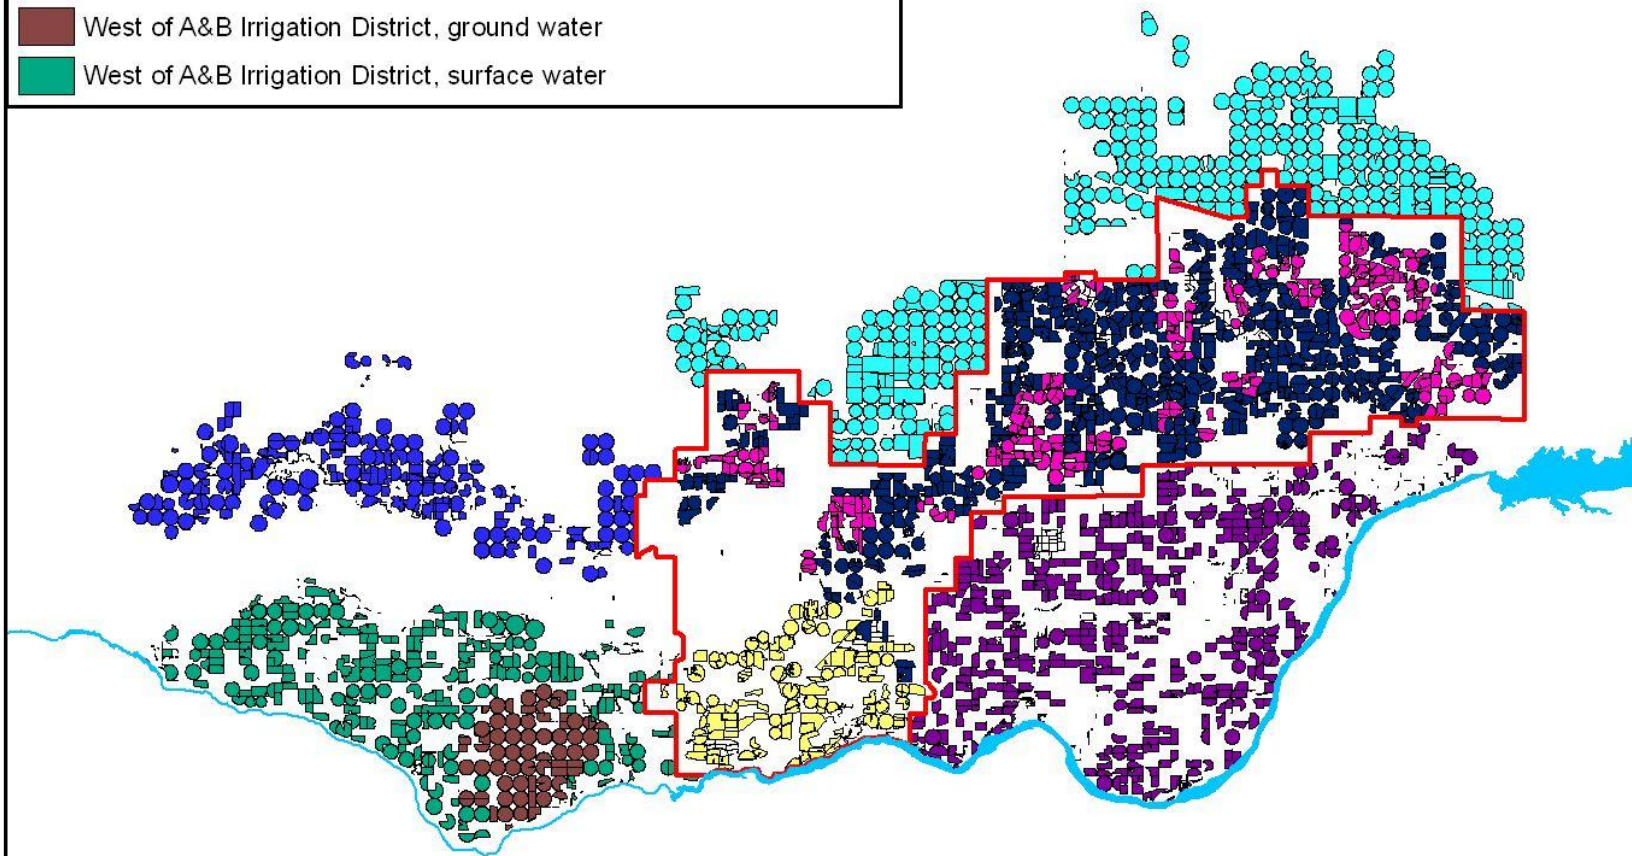 West of A&B Irrigation District, ground water
West of A&B Irrigation District, surface water